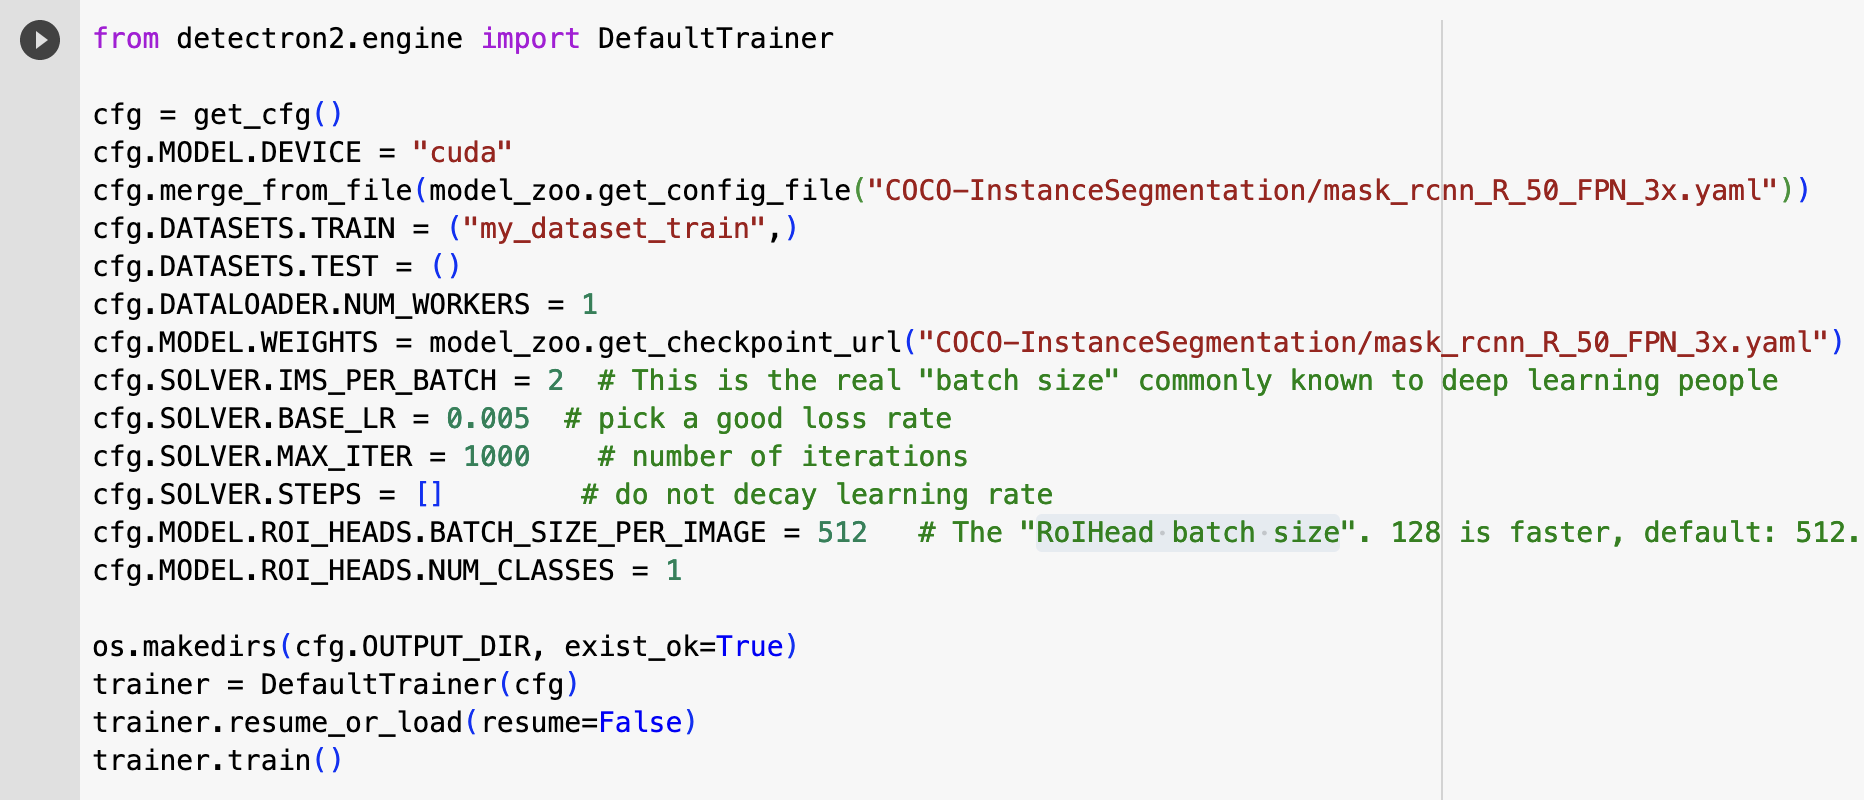 from detectron2.engine import DefaultTrainer
cfg = get_cfg()
cfg.MODEL.DEVICE = "cuda"
cfg.merge_from_file(model_zoo.get_config_file("COCO-InstanceSegmentation/mask_rcnn_R_50_FPN_3x.yaml"))
cfg.DATASETS.TRAIN = ("my_dataset_train",)
cfg.DATASETS.TEST = ()
cfg.DATALOADER.NUM_WORKERS = 1
cfg.MODEL.WEIGHTS = model_zoo.get_checkpoint_url("COCO-InstanceSegmentation/mask_rcnn_R_50_FPN_3x.yaml")
cfg.SOLVER.IMS_PER_BATCH = 2  # This is the real "batch size" commonly known to deep learning people
cfg.SOLVER.BASE_LR = 0.005  # pick a good loss rate
cfg.SOLVER.MAX_ITER = 1000    # number of iterations
cfg.SOLVER.STEPS = []        # do not decay learning rate
cfg.MODEL.ROI_HEADS.BATCH_SIZE_PER_IMAGE = 512   # The "RoIHead batch size". 128 is faster, default: 512.
cfg.MODEL.ROI_HEADS.NUM_CLASSES = 1
os.makedirs(cfg.OUTPUT_DIR, exist_ok=True)
trainer = DefaultTrainer(cfg)
trainer.resume_or_load(resume=False)
trainer.train()